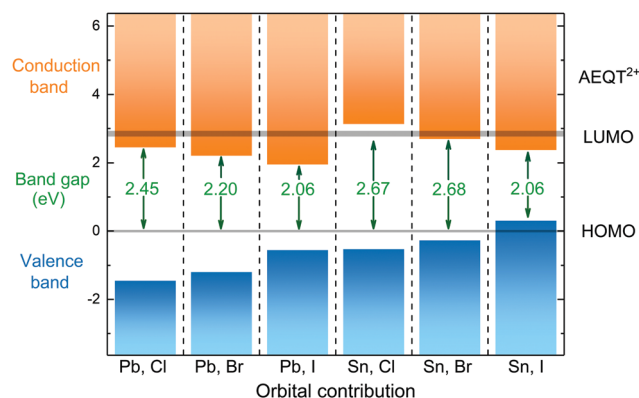 6
4
2
0
-2
Conduction
band
Band gap
(eV)
Valence
band
2.45
2.20
2.06
2.67
2.68
2.06
AEQT²⁺
LUMO
HOMO
Pb, Cl
Pb, Br
Pb, I
Sn, Cl
Sn, Br
Sn, I
Orbital contribution